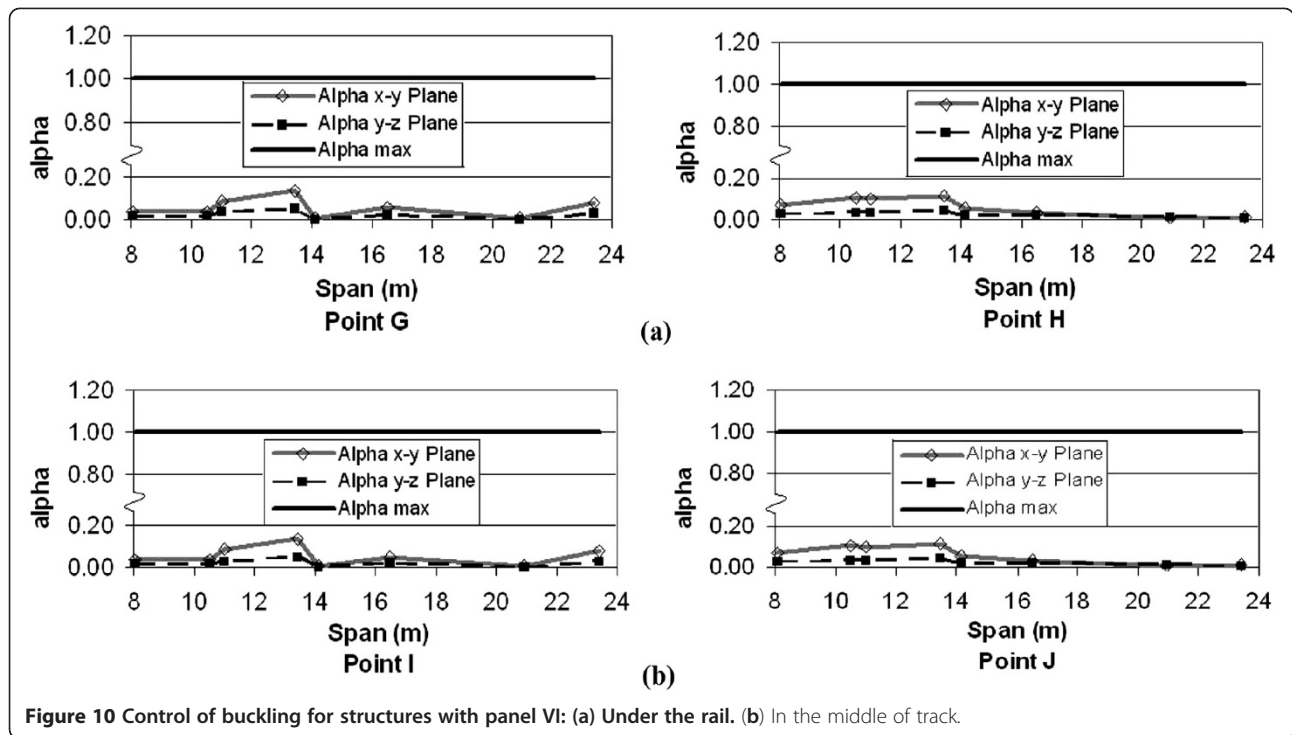 1.20
1.00
0.80
0.20
0.00
alpha
Alpha x-y Plane
Alpha y-z Plane
Alpha max
8 10 12 14 16 18 20 22 24
Span (m)
Point G
1.20
1.00
0.80
0.20
0.00
alpha
Alpha x-y Plane
Alpha y-z Plane
Alpha max
8 10 12 14 16 18 20 22 24
Span (m)
Point H
(a)
1.20
1.00
0.80
0.20
0.00
alpha
Alpha x-y Plane
Alpha y-z Plane
Alpha max
8 10 12 14 16 18 20 22 24
Span (m)
Point I
1.20
1.00
0.80
0.20
0.00
alpha
Alpha x-y Plane
Alpha y-z Plane
Alpha max
8 10 12 14 16 18 20 22 24
Span (m)
Point J
(b)
Figure 10 Control of buckling for structures with panel VI: (a) Under the rail. (b) In the middle of track.